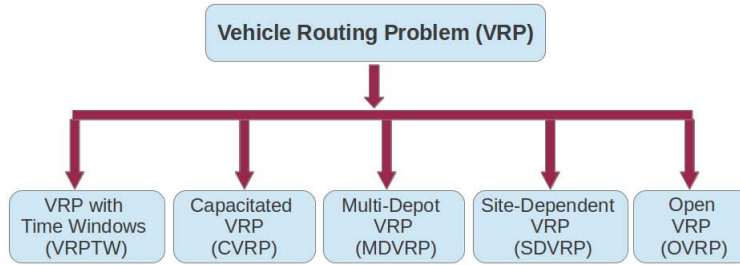 Vehicle Routing Problem (VRP)
VRP with
Time Windows
(VRPTW)
Capacitated
VRP
(CVRP)
Multi-Depot
VRP
(MDVRP)
Site-Dependent
VRP
(SDVRP)
Open
VRP
(OVRP)